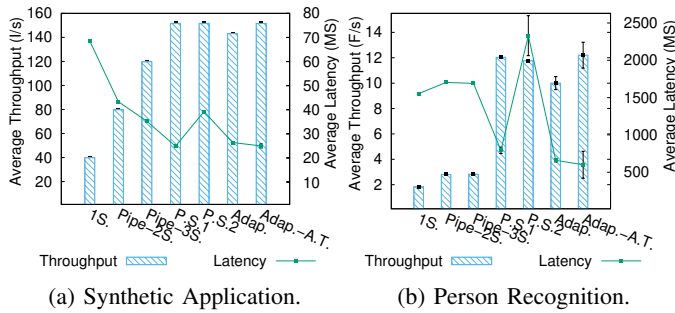 Average Throughput (I/s)
160
140
120
100
80
60
40
20
80
70
60
50
40
30
20
10
Average Latency (MS)
1S.
Pipe-2S.
Pipe-3S.
P.S.1
P.S.2
Adap.
Adap.-A.T.
Throughput
Latency
(a) Synthetic Application.
Average Throughput (F/s)
14
12
10
8
6
4
2
2500
2000
1500
1000
500
Average Latency (MS)
1S.
Pipe-2S.
Pipe-3S.
P.S.1
P.S.2
Adap.
Adap.-A.T.
Throughput
Latency
(b) Person Recognition.